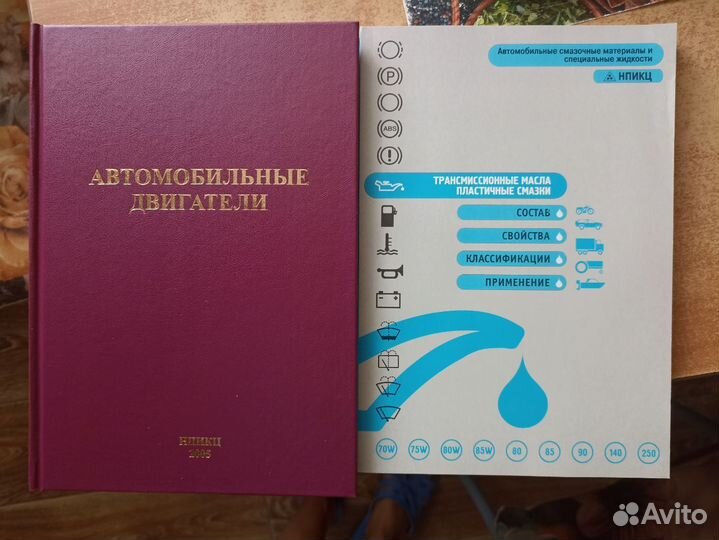 АВТОМОБИЛЬНЫЕ
ДВИГАТЕЛИ
НПИКЦ
2005
Автомобильные смазочные материалы и
специальные жидкости
НПИКЦ
(P)
(ABS)
(!)
ТРАНСМИССИОННЫЕ МАСЛА
ПЛАСТИЧНЫЕ СМАЗКИ
СОСТАВ
СВОЙСТВА
КЛАССИФИКАЦИИ
ПРИМЕНЕНИЕ
70W 75W 80W 85W 80 85 90 140 250
Avito